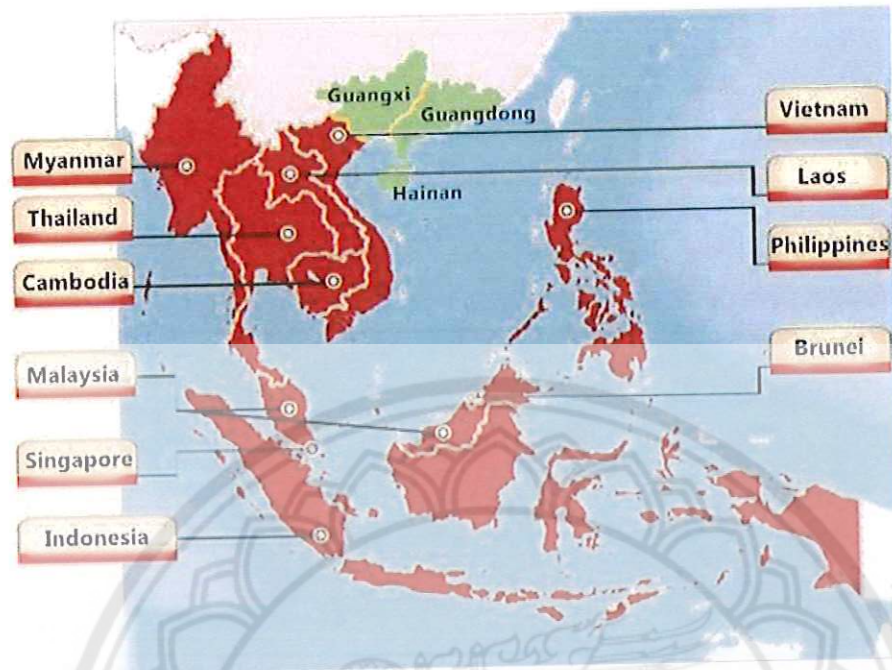 Guangxi
Guangdong
Hainan
Vietnam
Myanmar
Laos
Thailand
Philippines
Cambodia
Brunei
Malaysia
Singapore
Indonesia